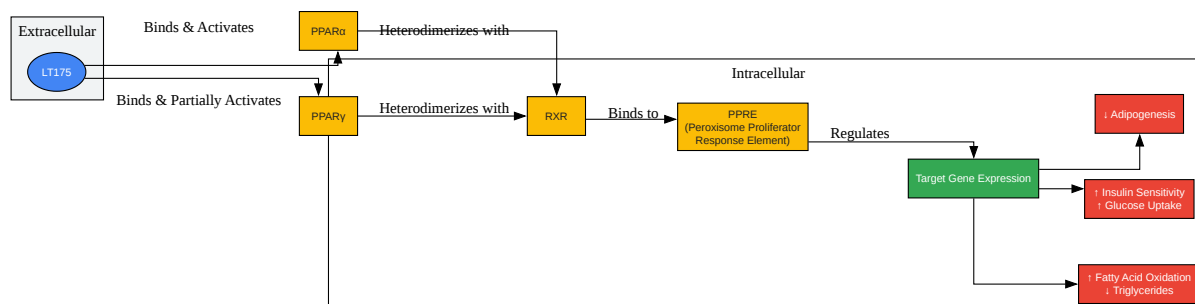 Extracellular
LT175
Binds & Activates
Binds & Partially Activates
PPARα
PPARγ
Heterodimerizes with
Heterodimerizes with
Intracellular
RXR
Binds to
PPRE
(Peroxisome Proliferator
Response Element)
Regulates
Target Gene Expression
↓ Adipogenesis
↑ Insulin Sensitivity
↑ Glucose Uptake
↑ Fatty Acid Oxidation
↓ Triglycerides